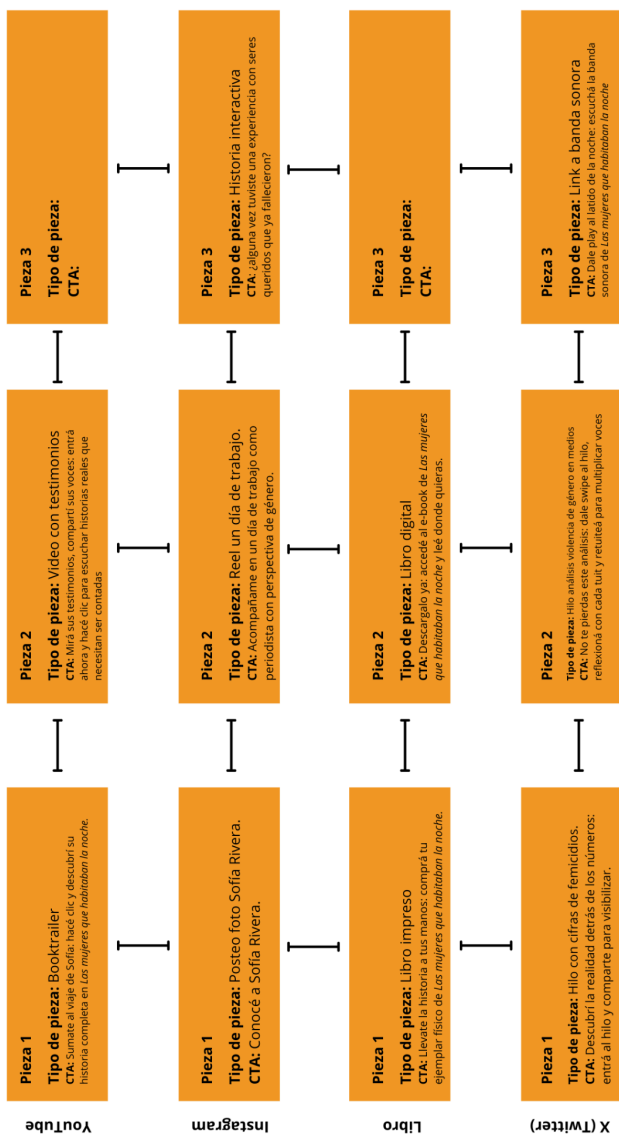 YouTube
Pieza 1
Tipo de pieza: Booktrailer
CTA: Sumate al viaje de Sofía: hacé clic y descubrí su
historia completa en Las mujeres que habitaban la noche.
Pieza 2
Tipo de pieza: Video con testimonios
CTA: Mirá sus testimonios, compartí sus voces: entrá
ahora y hacé clic para escuchar historias reales que
necesitan ser contadas
Pieza 3
Tipo de pieza:
CTA:
Instagram
Pieza 1
Tipo de pieza: Posteo foto Sofía Rivera.
CTA: Conocé a Sofía Rivera.
Pieza 2
Tipo de pieza: Reel un día de trabajo.
CTA: Acompañame en un día de trabajo como
periodista con perspectiva de género.
Pieza 3
Tipo de pieza: Historia interactiva
CTA: ¿alguna vez tuviste una experiencia con seres
queridos que ya fallecieron?
Libro
Pieza 1
Tipo de pieza: Libro impreso
CTA: Llevate la historia a tus manos: comprá tu
ejemplar físico de Las mujeres que habitaban la noche.
Pieza 2
Tipo de pieza: Libro digital
CTA: Descargalo ya: accedé al e-book de Las mujeres
que habitaban la noche y leé donde quieras.
Pieza 3
Tipo de pieza:
CTA:
X (Twitter)
Pieza 1
Tipo de pieza: Hilo con cifras de femicidios.
CTA: Descubrí la realidad detrás de los números:
entrá al hilo y comparte para visibilizar.
Pieza 2
Tipo de pieza: Hilo análisis violencia de género en medios
CTA: No te pierdas este análisis: dale swipe al hilo,
reflexioná con cada tuit y retuiteá para multiplicar voces
Pieza 3
Tipo de pieza: Link a banda sonora
CTA: Dale play al latido de la noche: escuchá la banda
sonora de Las mujeres que habitaban la noche